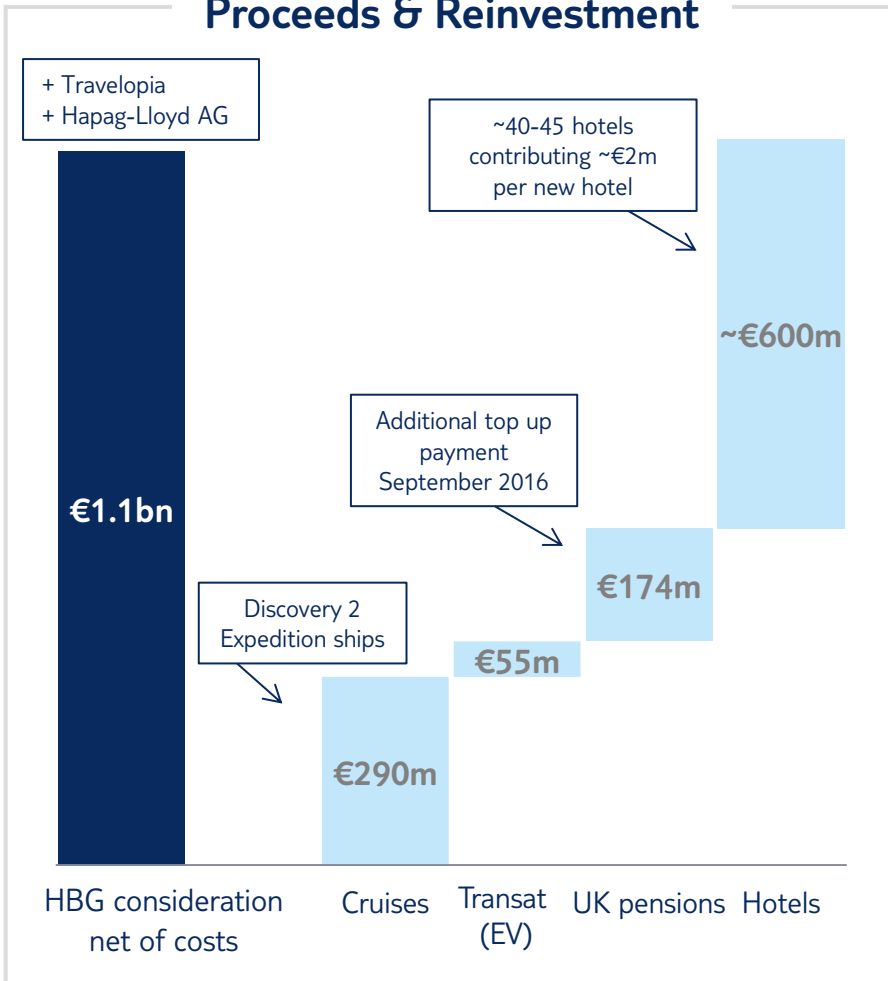 Proceeds & Reinvestment
+ Travelopia
+ Hapag-Lloyd AG
~40-45 hotels
contributing ~€2m
per new hotel
~€600m
Additional top up
payment
September 2016
€1.1bn
€174m
Discovery 2
Expedition ships
€55m
€290m
HBG consideration
net of costs
Cruises
Transat
(EV)
UK pensions
Hotels